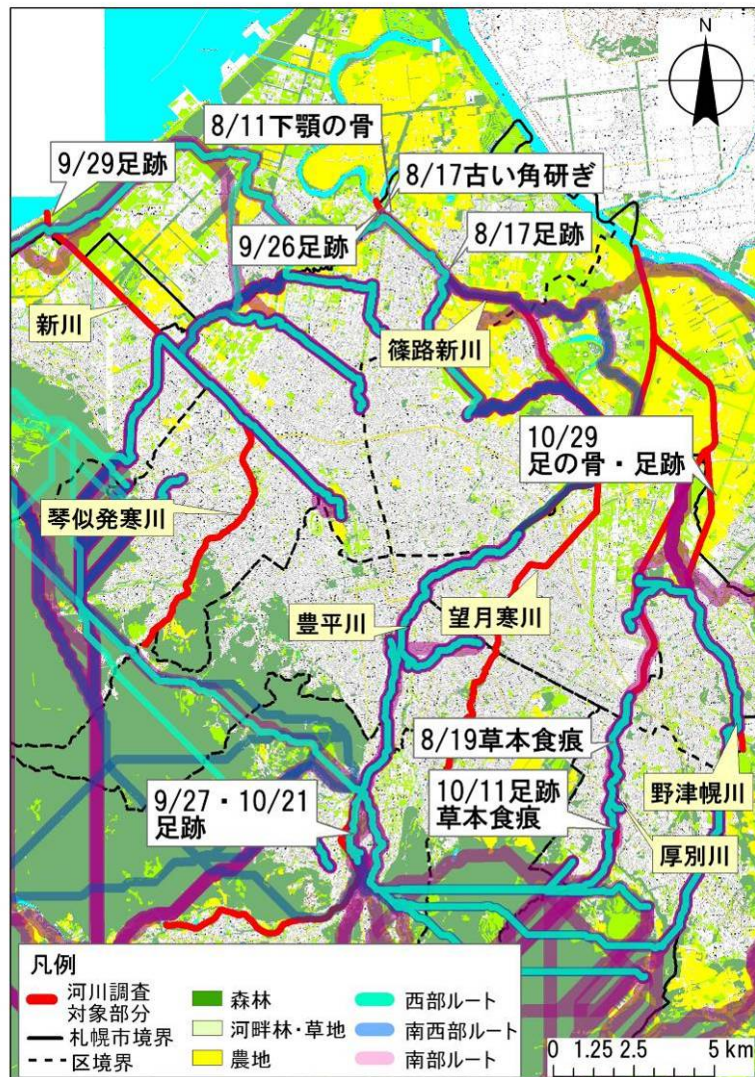 N
8/11下顎の骨
9/29足跡
8/17古い角研ぎ
9/26足跡
8/17足跡
新川
篠路新川
10/29
足の骨・足跡
琴似発寒川
豊平川
望月寒川
8/19草本食痕
野津幌川
9/27・10/21
足跡
10/11足跡
草本食痕
厚別川
凡例
河川調査
対象部分
札幌市境界
区境界
森林
河畔林・草地
農地
西部ルート
南西部ルート
南部ルート
0 1.25 2.5 5 km